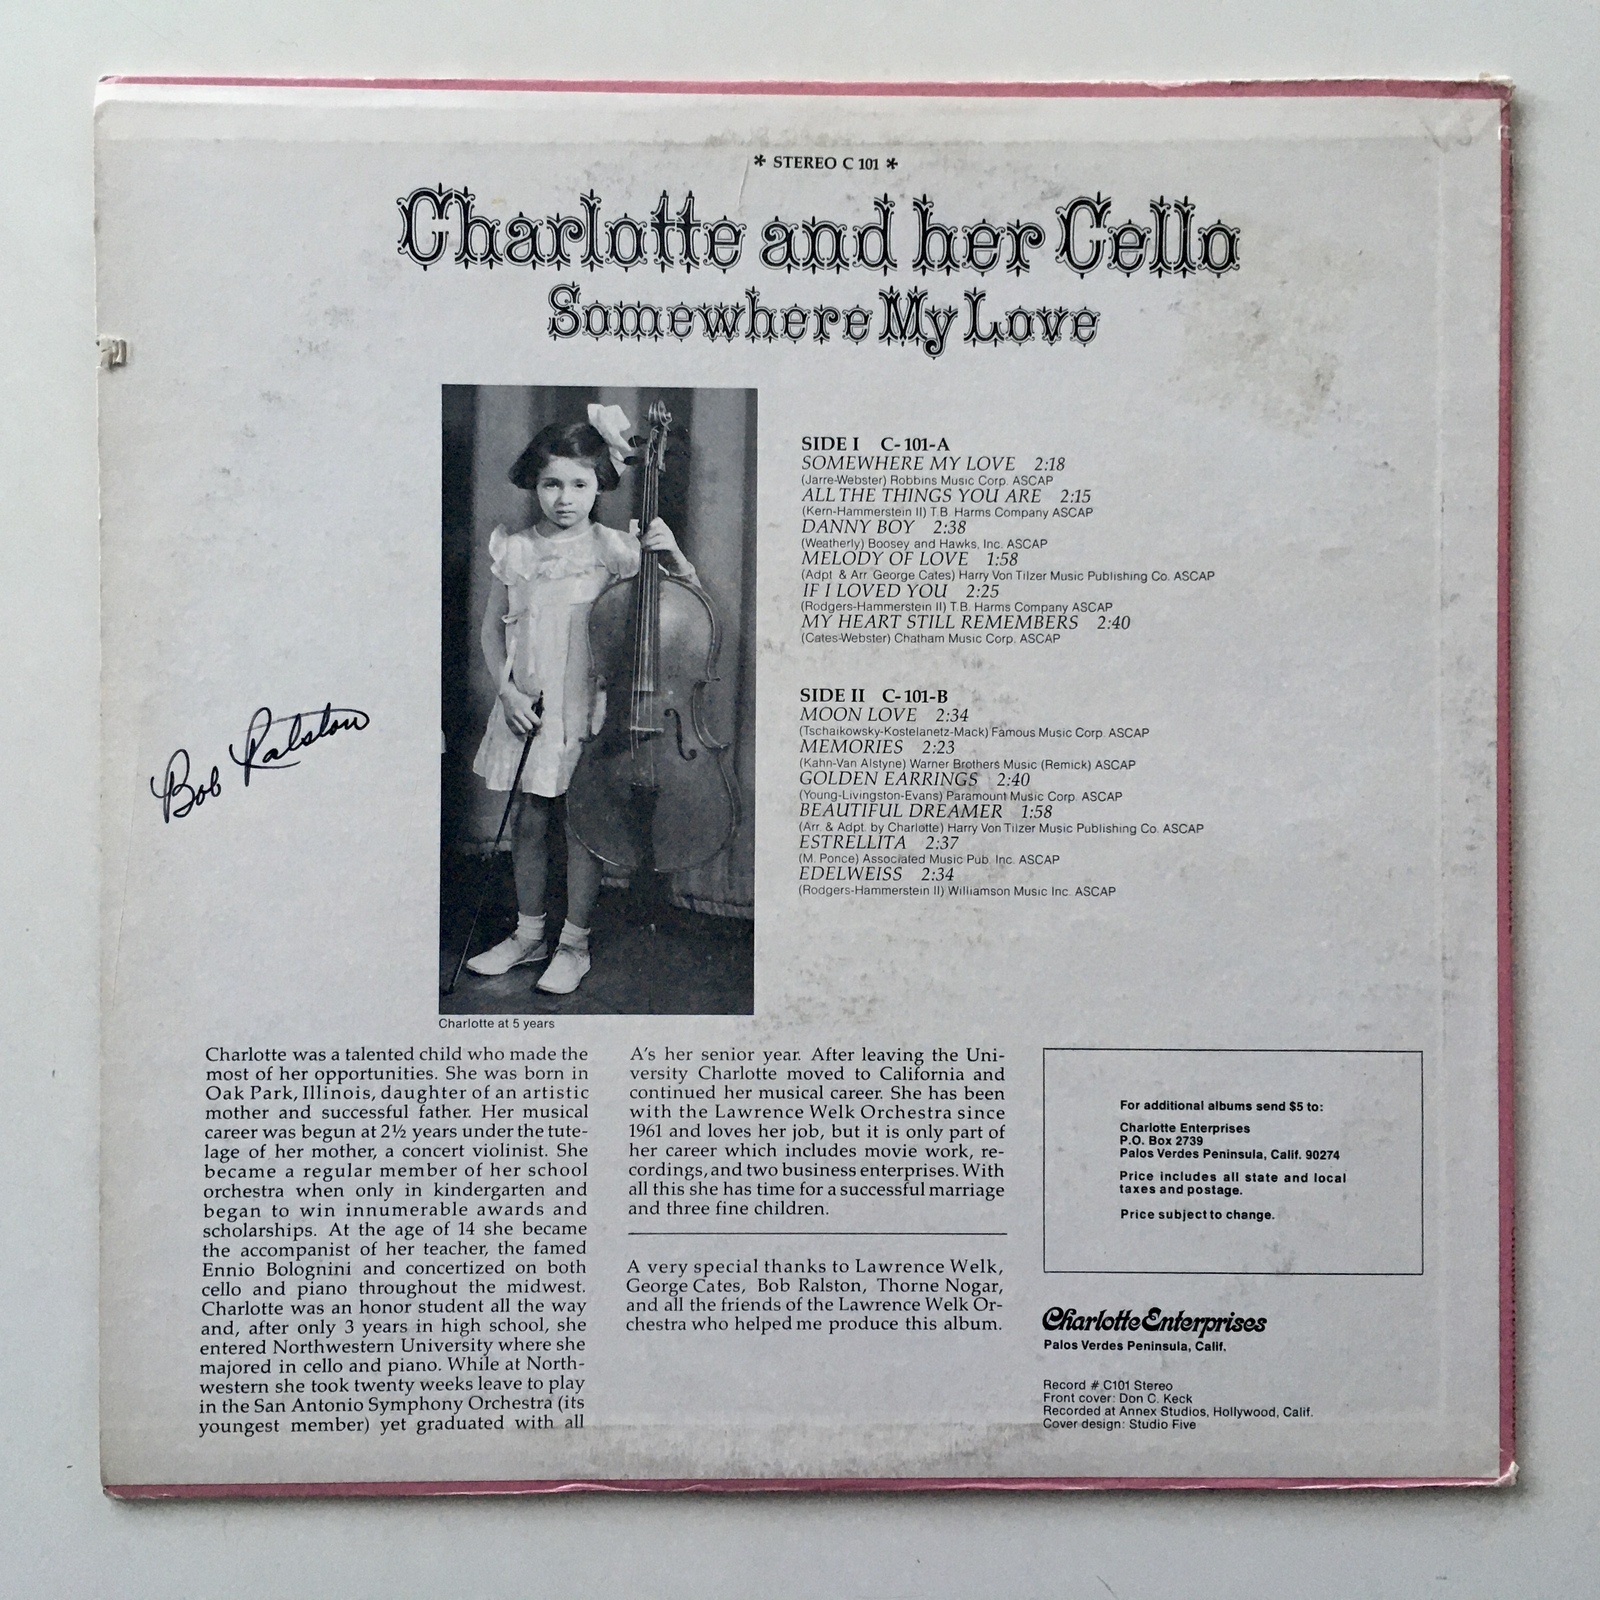 * STEREO C 101 *
Charlotte and her Cello
Somewhere My Love
SIDE I C-101-A
SOMEWHERE MY LOVE 2:18
(Jarre-Webster) Robbins Music Corp. ASCAP
ALL THE THINGS YOU ARE 2:15
(Kern-Hammerstein II) T.B. Harms Company ASCAP
DANNY BOY 2:38
(Weatherly) Boosey and Hawks, Inc. ASCAP
MELODY OF LOVE 1:58
(Adpt. & Arr. George Cates) Harry Von Tilzer Music Publishing Co. ASCAP
IF I LOVED YOU 2:25
(Rodgers-Hammerstein II) T.B. Harms Company ASCAP
MY HEART STILL REMEMBERS 2:40
(Cates-Webster) Chatham Music Corp. ASCAP
SIDE II C-101-B
MOON LOVE 2:34
(Tschaikowsky-Kostelanetz-Mack) Famous Music Corp. ASCAP
MEMORIES 2:23
(Kahn-Van Alstyne) Warner Brothers Music (Remick) ASCAP
GOLDEN EARRINGS 2:40
(Young-Livingston-Evans) Paramount Music Corp. ASCAP
BEAUTIFUL DREAMER 1:58
(Arr. & Adpt. by Charlotte) Harry Von Tilzer Music Publishing Co. ASCAP
ESTRELLITA 2:37
(M. Ponce) Associated Music Pub. Inc. ASCAP
EDELWEISS 2:34
(Rodgers-Hammerstein II) Williamson Music Inc. ASCAP
Bob Ralston
Charlotte at 5 years
Charlotte was a talented child who made the
most of her opportunities. She was born in
Oak Park, Illinois, daughter of an artistic
mother and successful father. Her musical
career was begun at 2½ years under the tute-
lage of her mother, a concert violinist. She
became a regular member of her school
orchestra when only in kindergarten and
began to win innumerable awards and
scholarships. At the age of 14 she became
the accompanist of her teacher, the famed
Ennio Bolognini and concertized on both
cello and piano throughout the midwest.
Charlotte was an honor student all the way
and, after only 3 years in high school, she
entered Northwestern University where she
majored in cello and piano. While at North-
western she took twenty weeks leave to play
in the San Antonio Symphony Orchestra (its
youngest member) yet graduated with all
A's her senior year. After leaving the Uni-
versity Charlotte moved to California and
continued her musical career. She has been
with the Lawrence Welk Orchestra since
1961 and loves her job, but it is only part of
her career which includes movie work, re-
cordings, and two business enterprises. With
all this she has time for a successful marriage
and three fine children.
A very special thanks to Lawrence Welk,
George Cates, Bob Ralston, Thorne Nogar,
and all the friends of the Lawrence Welk Or-
chestra who helped me produce this album.
For additional albums send $5 to:
Charlotte Enterprises
P.O. Box 2739
Palos Verdes Peninsula, Calif. 90274
Price includes all state and local
taxes and postage.
Price subject to change.
Charlotte Enterprises
Palos Verdes Peninsula, Calif.
Record # C101 Stereo
Front cover: Don C. Keck
Recorded at Annex Studios, Hollywood, Calif.
Cover design: Studio Five